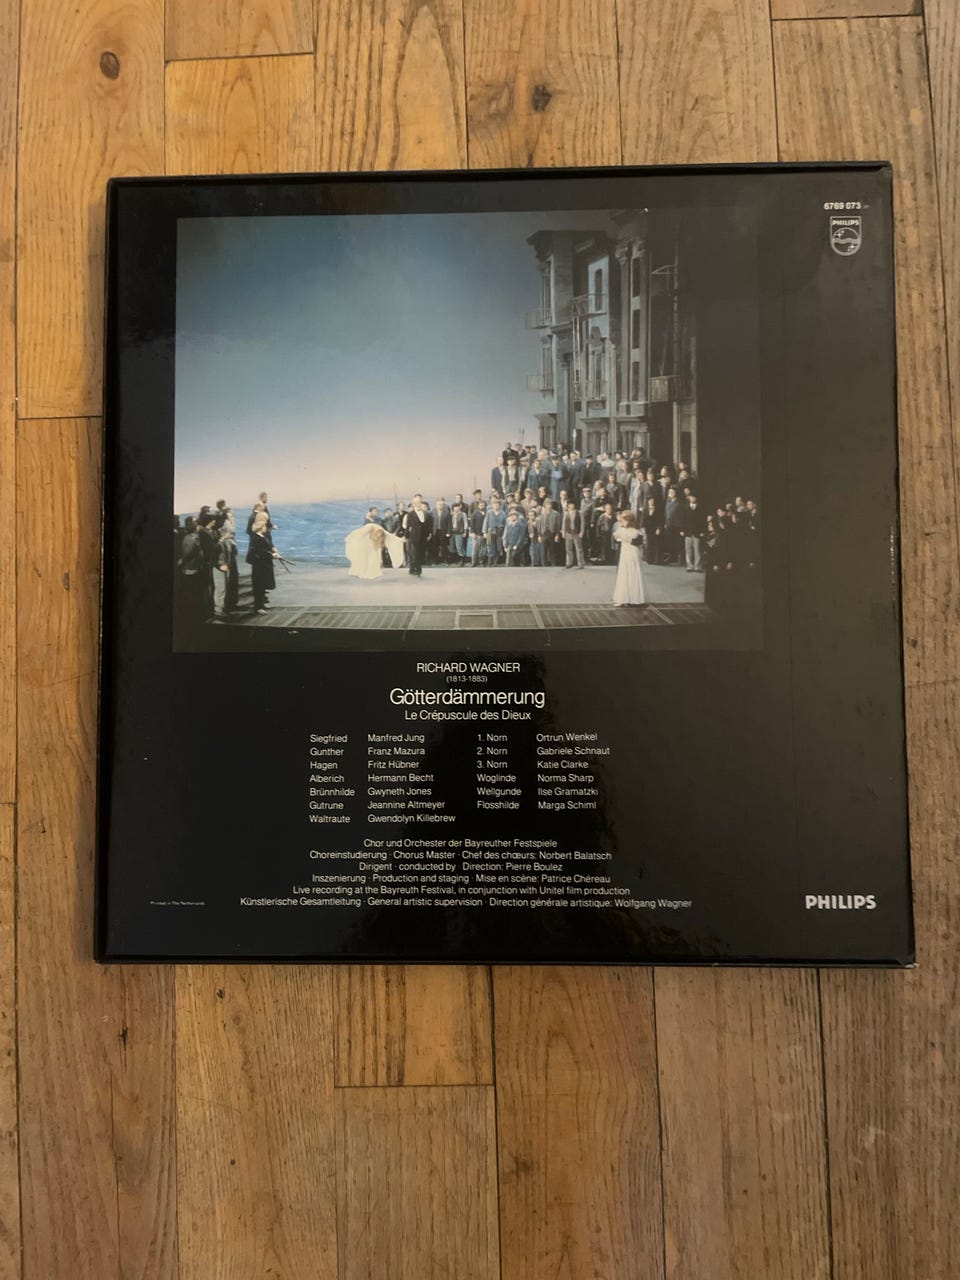 6769 073
PHILIPS
RICHARD WAGNER
(1813-1883)
Götterdämmerung
Le Crépuscule des Dieux
Siegfried Manfred Jung 1. Norn Ortrun Wenkel
Gunther Franz Mazura 2. Norn Gabriele Schnaut
Hagen Fritz Hübner 3. Norn Katie Clarke
Alberich Hermann Becht Woglinde Norma Sharp
Brünnhilde Gwyneth Jones Wellgunde Ilse Gramatzki
Gutrune Jeannine Altmeyer Flosshilde Marga Schiml
Waltraute Gwendolyn Killebrew
Chor und Orchester der Bayreuther Festspiele
Choreinstudierung · Chorus Master · Chef des chœurs: Norbert Balatsch
Dirigent · conducted by · Direction: Pierre Boulez
Inszenierung · Production and staging · Mise en scène: Patrice Chéreau
Live recording at the Bayreuth Festival, in conjunction with Unitel film production
Künstlerische Gesamtleitung · General artistic supervision · Direction générale artistique: Wolfgang Wagner
Printed in The Netherlands
PHILIPS